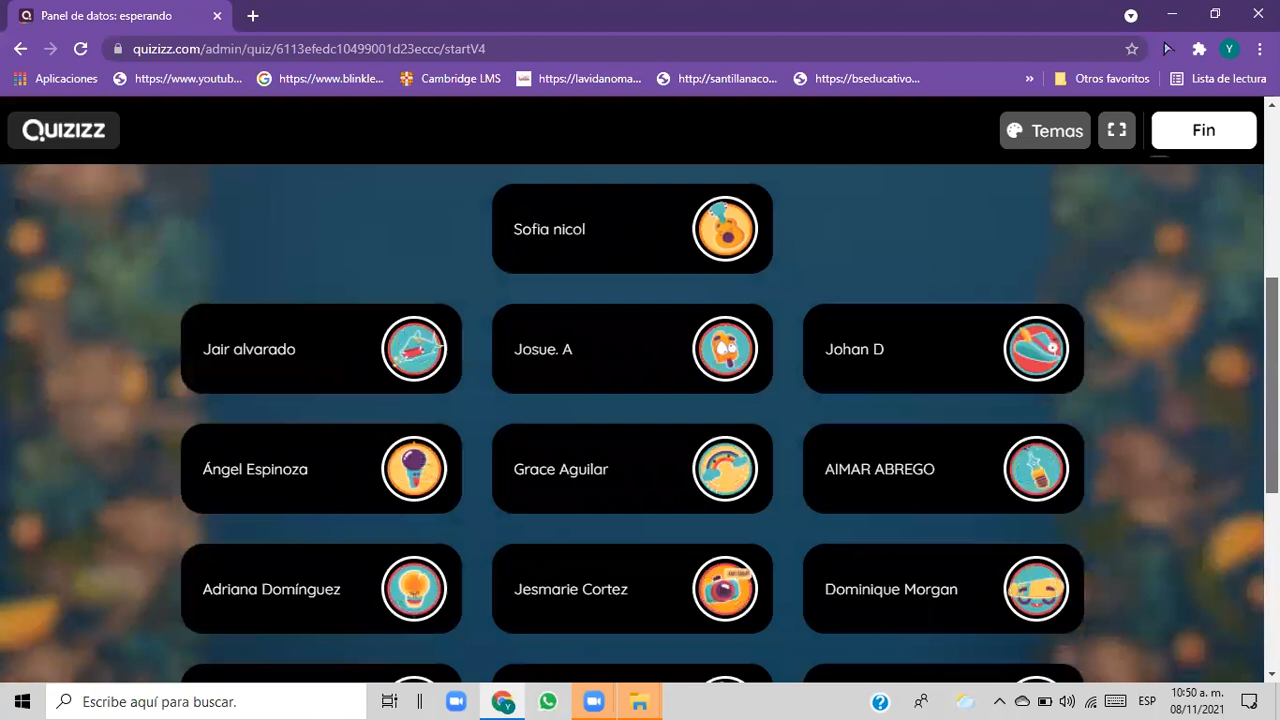 Panel de datos: esperando
quizizz.com/admin/quiz/6113efedc10499001d23eccc/startV4
Y
Aplicaciones
https://www.youtub...
https://www.blinkle...
Cambridge LMS
https://lavidanoma...
http://santillanaco...
https://bseducativo...
»
Otros favoritos
Lista de lectura
Quizizz
Temas
Fin
Sofia nicol
Jair alvarado
Josue. A
Johan D
Ángel Espinoza
Grace Aguilar
AIMAR ABREGO
Adriana Domínguez
Jesmarie Cortez
Dominique Morgan
Escribe aquí para buscar.
ESP
10:50 a. m.
08/11/2021